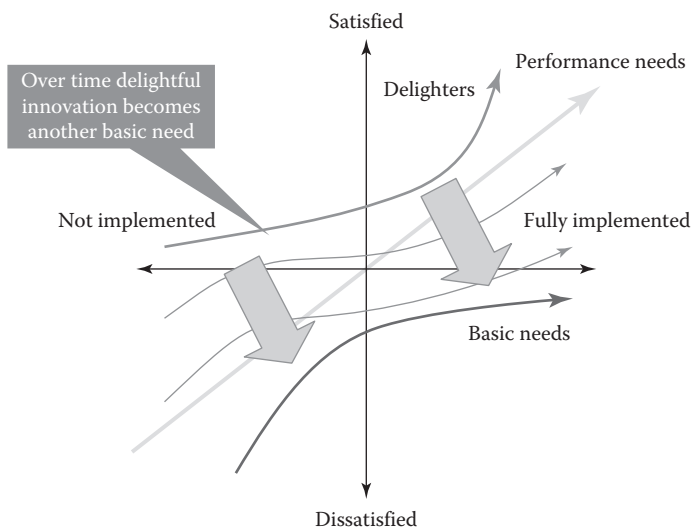 Satisfied
Performance needs
Delighters
Over time delightful
innovation becomes
another basic need
Not implemented
Fully implemented
Basic needs
Dissatisfied